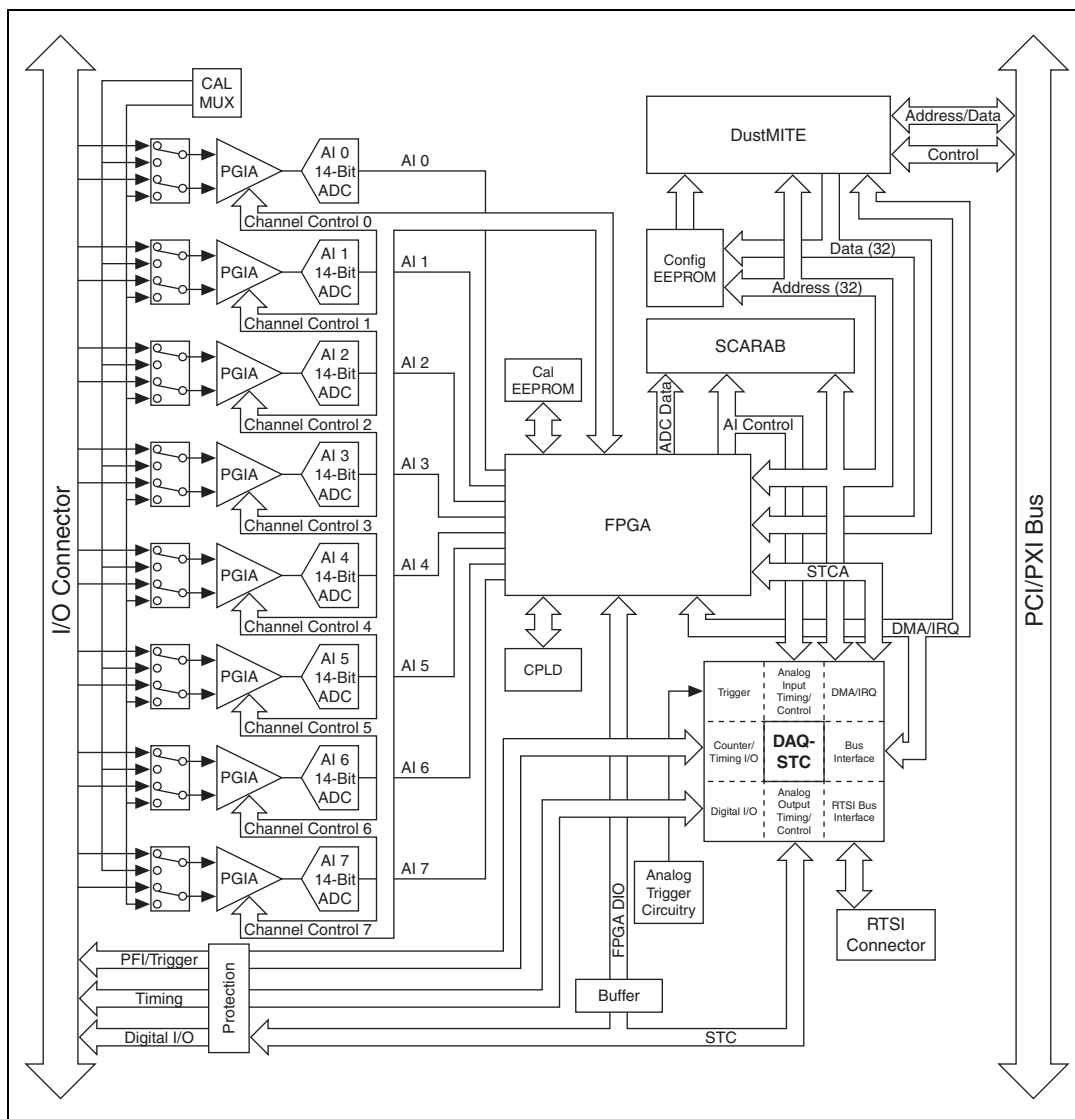 CAL
MUX
DustMITE
Address/Data
Control
PGIA
AI 0
14-Bit
ADC
AI 0
Channel Control 0
PGIA
AI 1
14-Bit
ADC
AI 1
Channel Control 1
PGIA
AI 2
14-Bit
ADC
AI 2
Channel Control 2
PGIA
AI 3
14-Bit
ADC
AI 3
Channel Control 3
PGIA
AI 4
14-Bit
ADC
AI 4
Channel Control 4
PGIA
AI 5
14-Bit
ADC
AI 5
Channel Control 5
PGIA
AI 6
14-Bit
ADC
AI 6
Channel Control 6
PGIA
AI 7
14-Bit
ADC
AI 7
Channel Control 7
I/O Connector
Config
EEPROM
Data (32)
Address (32)
SCARAB
Cal
EEPROM
ADC Data
AI Control
FPGA
STCA
DMA/IRQ
CPLD
PCI/PXI Bus
Trigger
Analog
Input
Timing/
Control
DMA/IRQ
Counter/
Timing I/O
DAQ-
STC
Bus
Interface
Digital I/O
Analog
Output
Timing/
Control
RTSI Bus
Interface
Analog
Trigger
Circuitry
RTSI
Connector
FPGA DIO
Buffer
PFI/Trigger
Timing
Digital I/O
Protection
STC